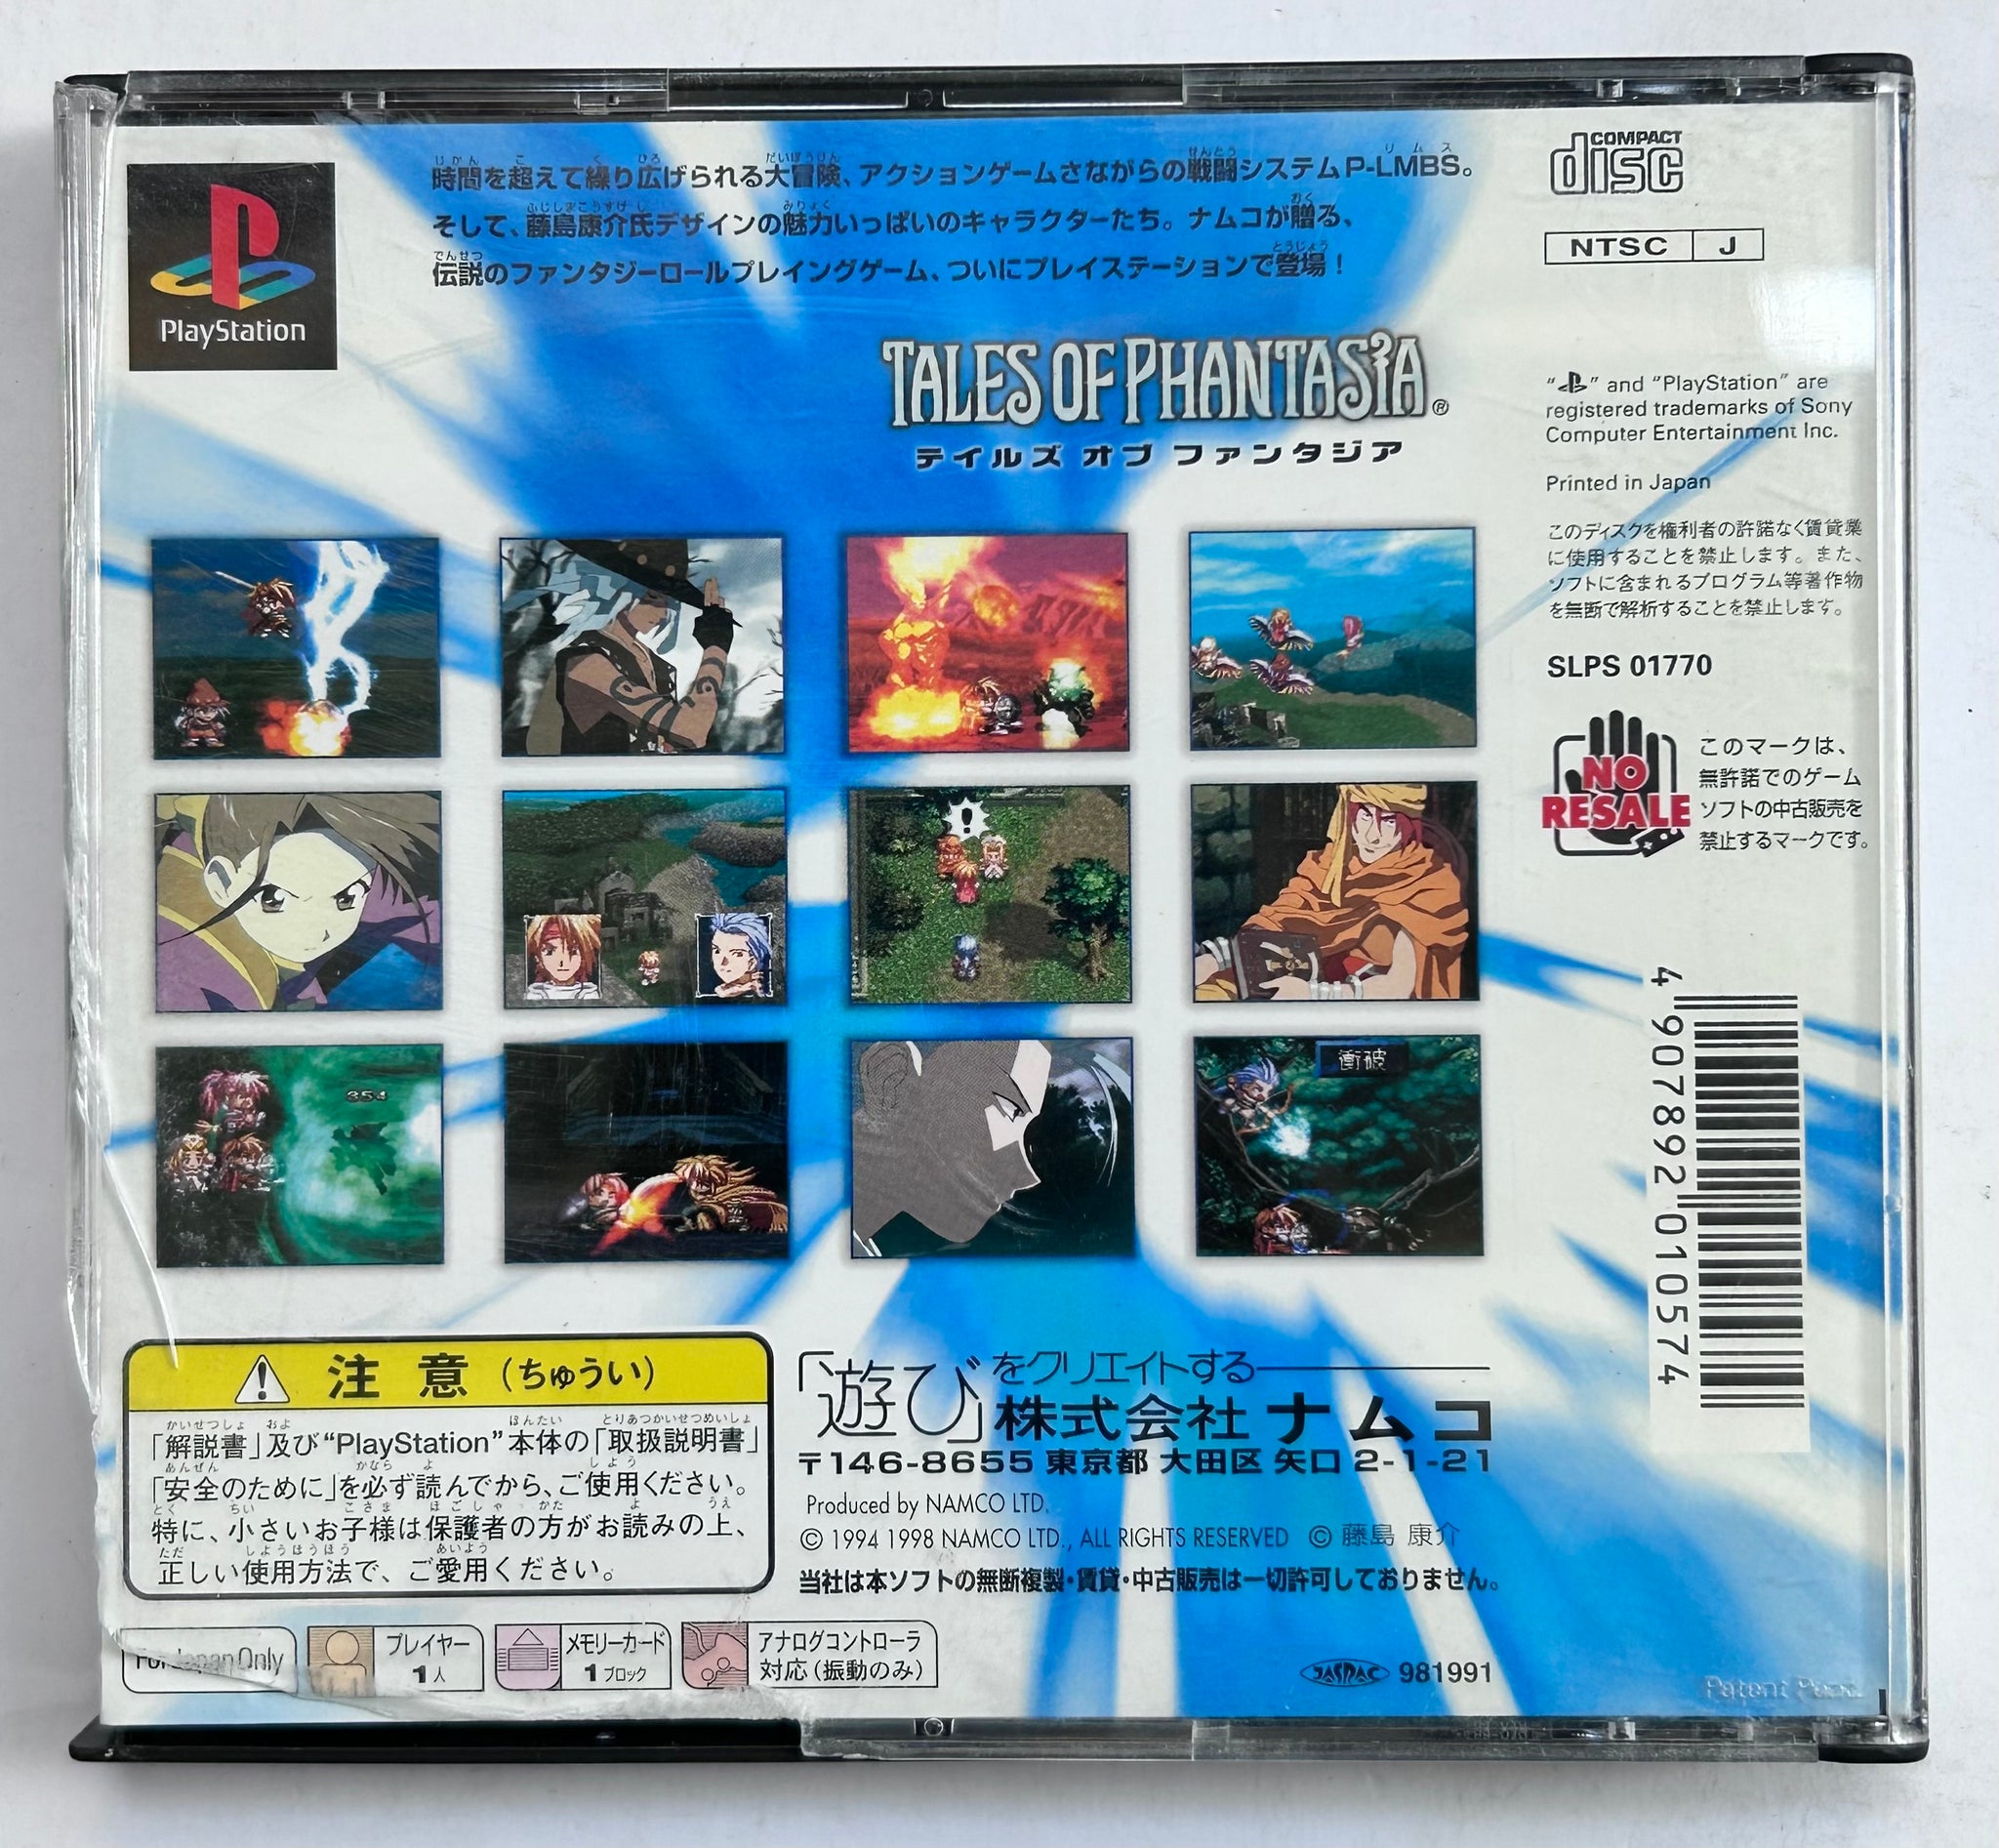 時間を超えて繰り広げられる大冒険、アクションゲームさながらの戦闘システムP-LMBS。
そして、藤島康介氏デザインの魅力いっぱいのキャラクターたち。ナムコが贈る、
伝説のファンタジーロールプレイングゲーム、ついにプレイステーションで登場！
PlayStation
TALES OF PHANTASIA®
テイルズ オブ ファンタジア
COMPACT
disc
NTSC J
“ ” and “PlayStation” are
registered trademarks of Sony
Computer Entertainment Inc.
Printed in Japan
このディスクを権利者の許諾なく賃貸業
に使用することを禁止します。また、
ソフトに含まれるプログラム等著作物
を無断で解析することを禁止します。
SLPS 01770
NO
RESALE
このマークは、
無許諾でのゲーム
ソフトの中古販売を
禁止するマークです。
4 907892 010574
!
354
衝破
注意（ちゅうい）
「解説書」及び“PlayStation”本体の「取扱説明書」
「安全のために」を必ず読んでから、ご使用ください。
特に、小さいお子様は保護者の方がお読みの上、
正しい使用方法で、ご愛用ください。
「遊び」をクリエイトする
株式会社ナムコ
〒146-8655 東京都 大田区 矢口 2-1-21
Produced by NAMCO LTD.
© 1994 1998 NAMCO LTD., ALL RIGHTS RESERVED © 藤島 康介
当社は本ソフトの無断複製・賃貸・中古販売は一切許可しておりません。
For Japan Only
プレイヤー
1人
メモリーカード
1ブロック
アナログコントローラ
対応（振動のみ）
JASRAC 981991
Patent